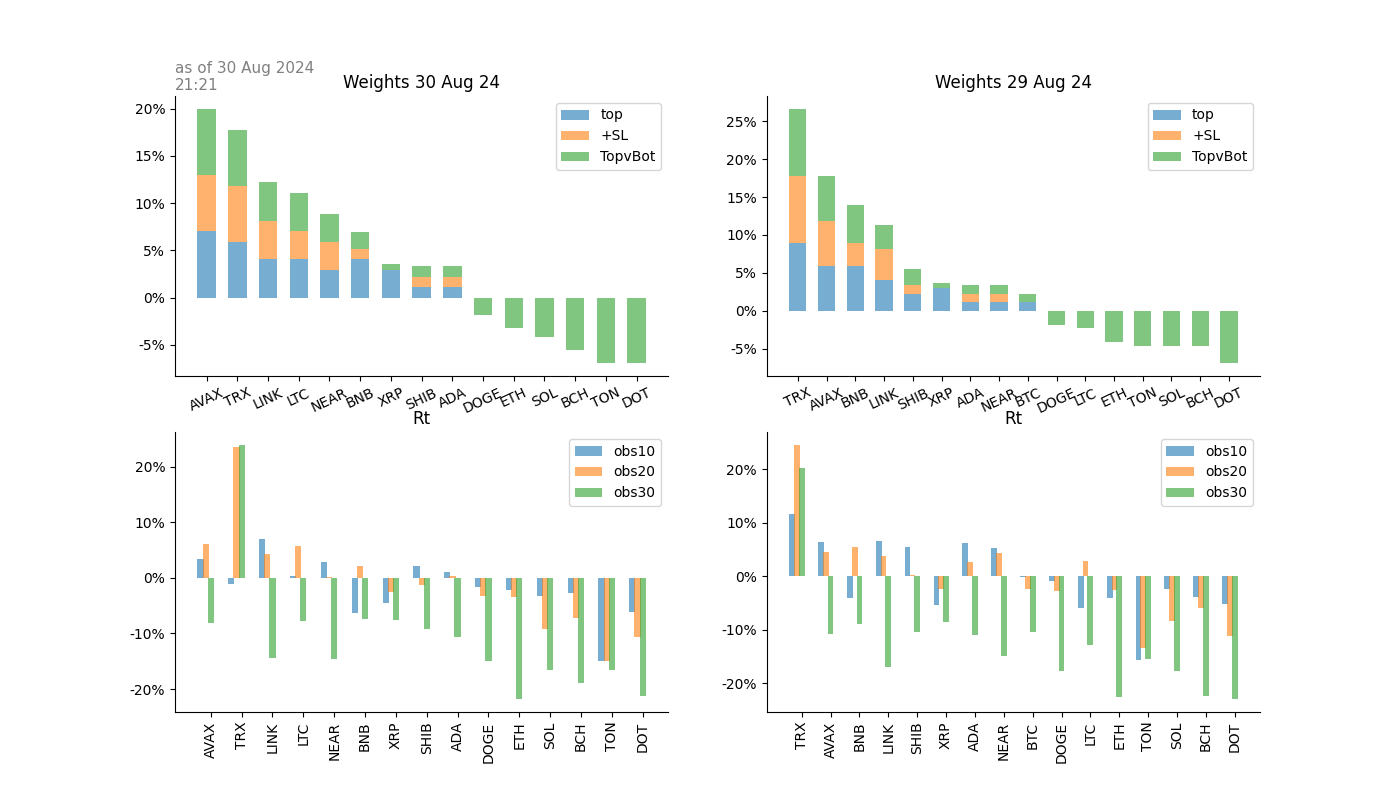 as of 30 Aug 2024
21:21
Weights 30 Aug 24
20%
15%
10%
5%
0%
-5%
top
+SL
TopvBot
AVAX TRX LINK LTC NEAR BNB XRP SHIB ADA DOGE ETH SOL BCH TON DOT
Weights 29 Aug 24
25%
20%
15%
10%
5%
0%
-5%
top
+SL
TopvBot
TRX AVAX BNB LINK SHIB XRP ADA NEAR BTC DOGE LTC ETH TON SOL BCH DOT
Rt
20%
10%
0%
-10%
-20%
obs10
obs20
obs30
AVAX TRX LINK LTC NEAR BNB XRP SHIB ADA DOGE ETH SOL BCH TON DOT
Rt
20%
10%
0%
-10%
-20%
obs10
obs20
obs30
TRX AVAX BNB LINK SHIB XRP ADA NEAR BTC DOGE LTC ETH TON SOL BCH DOT